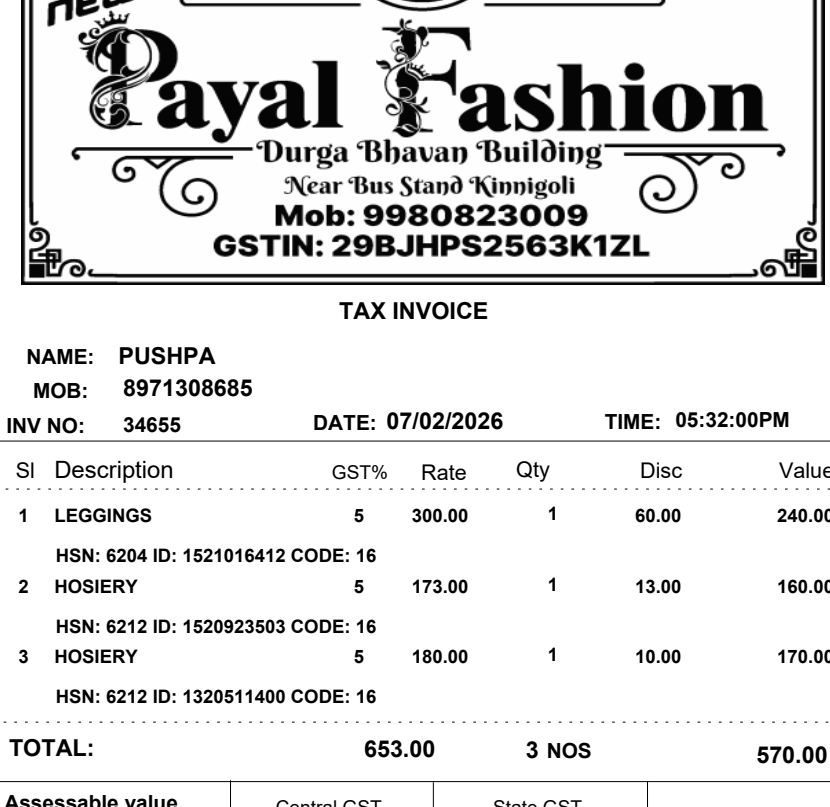 new
Payal Fashion
Durga Bhavan Building
Near Bus Stand Kinnigoli
Mob: 9980823009
GSTIN: 29BJHPS2563K1ZL
TAX INVOICE
NAME: PUSHPA
MOB: 8971308685
INV NO: 34655 DATE: 07/02/2026 TIME: 05:32:00PM
Sl Description GST% Rate Qty Disc Value
1 LEGGINGS 5 300.00 1 60.00 240.00
HSN: 6204 ID: 1521016412 CODE: 16
2 HOSIERY 5 173.00 1 13.00 160.00
HSN: 6212 ID: 1520923503 CODE: 16
3 HOSIERY 5 180.00 1 10.00 170.00
HSN: 6212 ID: 1320511400 CODE: 16
TOTAL: 653.00 3 NOS 570.00
Assessable value Central GST State GST